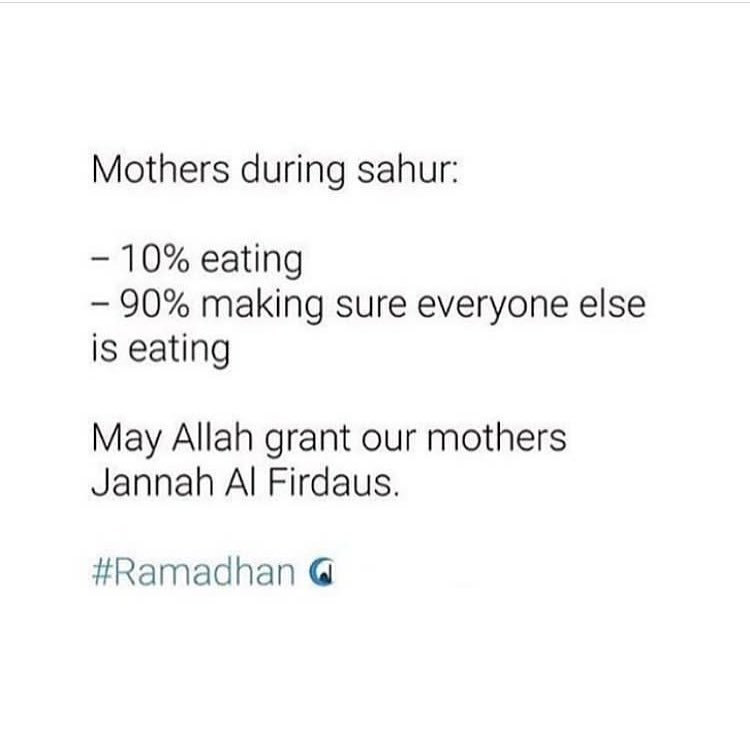 Mothers during sahur:
– 10% eating
– 90% making sure everyone else
is eating
May Allah grant our mothers
Jannah Al Firdaus.
#Ramadhan